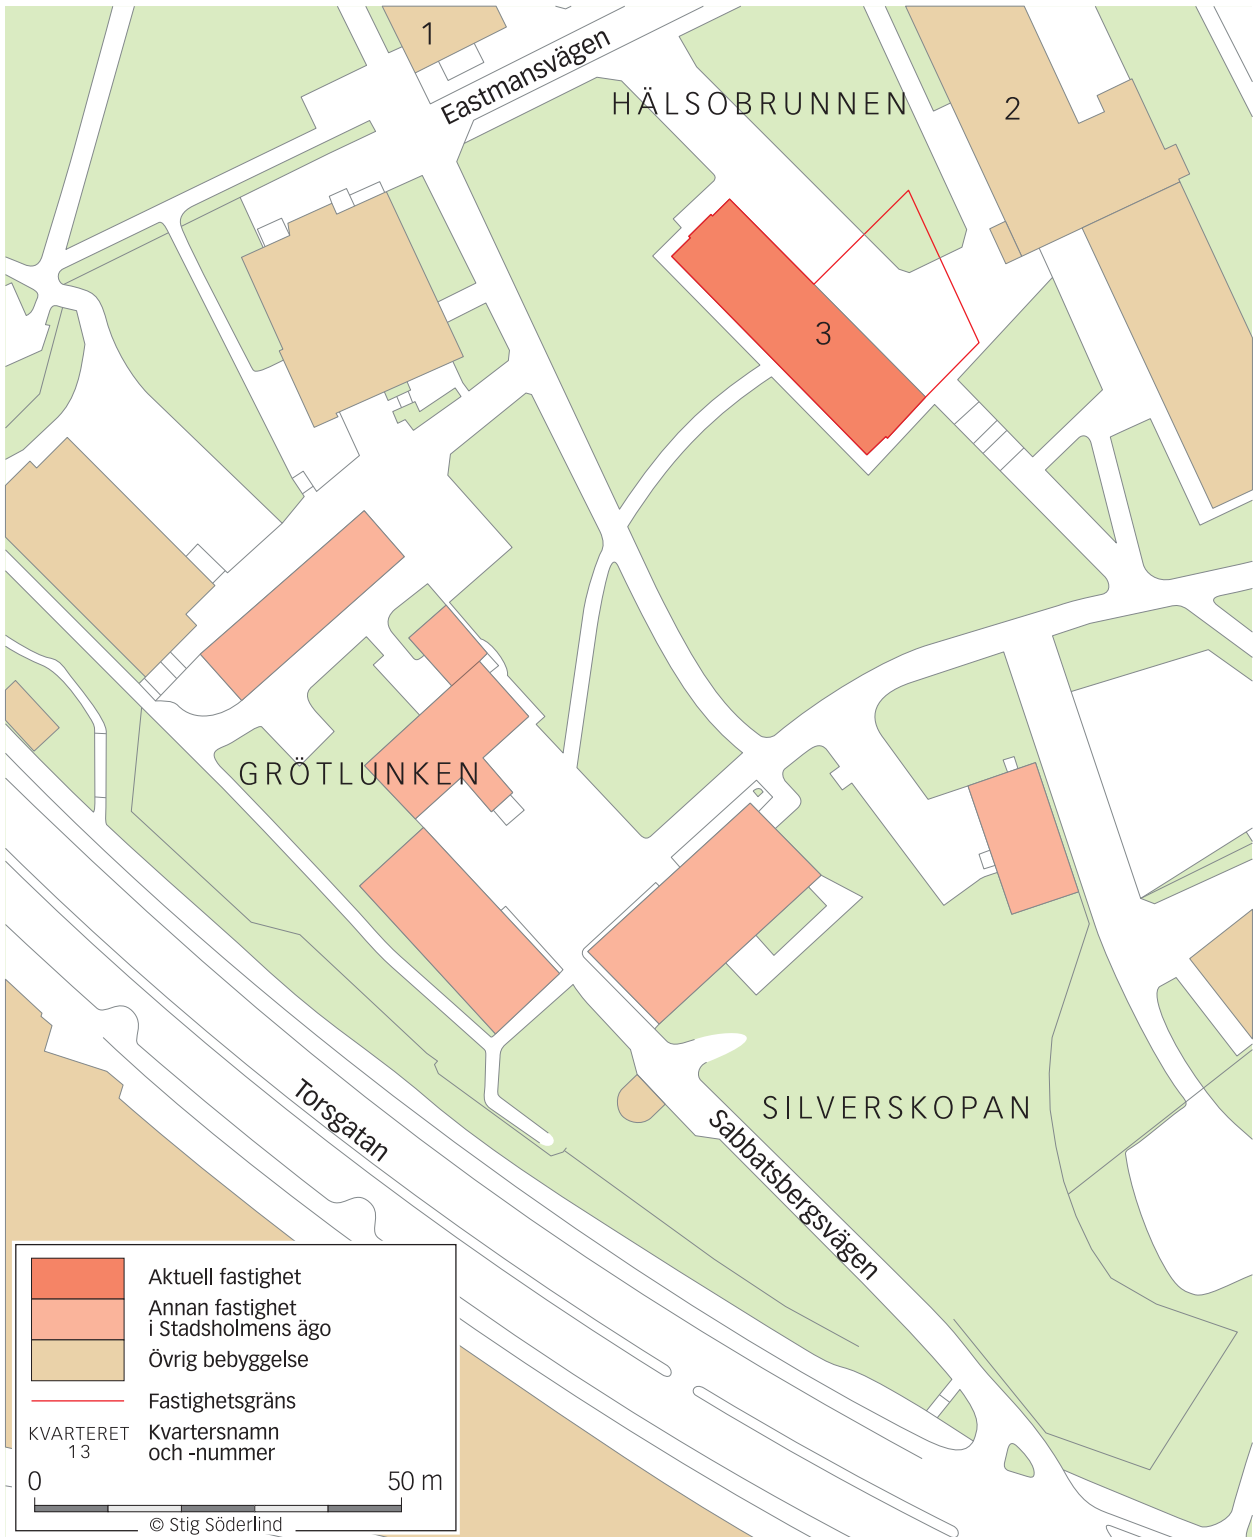 1
Eastmansvägen
HÄLSOBRUNNEN
2
3
GRÖTLUNKEN
Torsgatan
SILVERSKOPAN
Sabbatsbergsvägen
Aktuell fastighet
Annan fastighet
i Stadsholmens ägo
Övrig bebyggelse
Fastighetsgräns
KVARTERET
13
Kvartersnamn
och -nummer
0 50 m
© Stig Söderlind